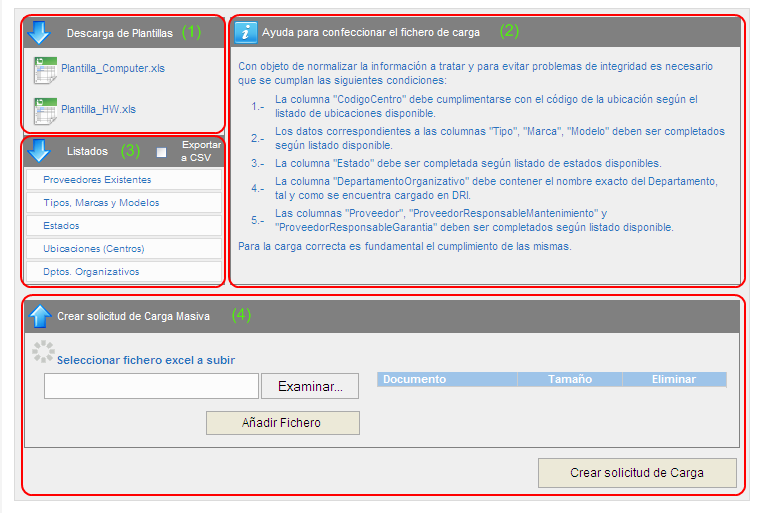 Descarga de Plantillas (1)
Plantilla_Computer.xls
Plantilla_HW.xls
Ayuda para confeccionar el fichero de carga (2)
Con objeto de normalizar la información a tratar y para evitar problemas de integridad es necesario
que se cumplan las siguientes condiciones:
1.- La columna "CodigoCentro" debe cumplimentarse con el código de la ubicación según el
listado de ubicaciones disponible.
2.- Los datos correspondientes a las columnas "Tipo", "Marca", "Modelo" deben ser completados
según listado disponible.
3.- La columna "Estado" debe ser completada según listado de estados disponibles.
4.- La columna "DepartamentoOrganizativo" debe contener el nombre exacto del Departamento,
tal y como se encuentra cargado en DRI.
5.- Las columnas "Proveedor", "ProveedorResponsableMantenimiento" y
"ProveedorResponsableGarantia" deben ser completados según listado disponible.
Para la carga correcta es fundamental el cumplimiento de las mismas.
Listados (3) Exportar
a CSV
Proveedores Existentes
Tipos, Marcas y Modelos
Estados
Ubicaciones (Centros)
Dptos. Organizativos
Crear solicitud de Carga Masiva (4)
Seleccionar fichero excel a subir
Examinar...
Añadir Fichero
Documento Tamaño Eliminar
Crear solicitud de Carga